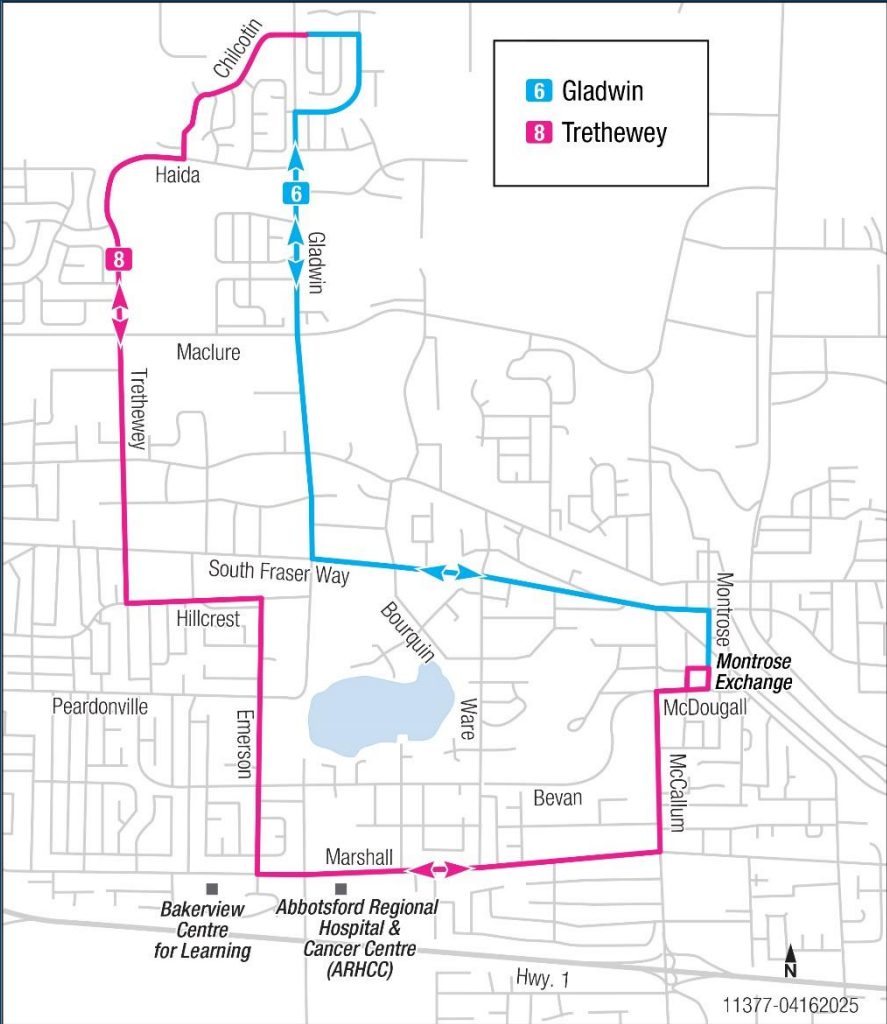 Chilcotin
6 Gladwin
8 Trethewey
Haida
6
Gladwin
8
Maclure
Trethewey
South Fraser Way
Montrose
Hillcrest
Bourquin
Montrose
Exchange
Peardonville
Emerson
Ware
McDougall
McCallum
Bevan
Marshall
Bakerview
Centre
for Learning
Abbotsford Regional
Hospital &
Cancer Centre
(ARHCC)
Hwy. 1
N
11377-04162025